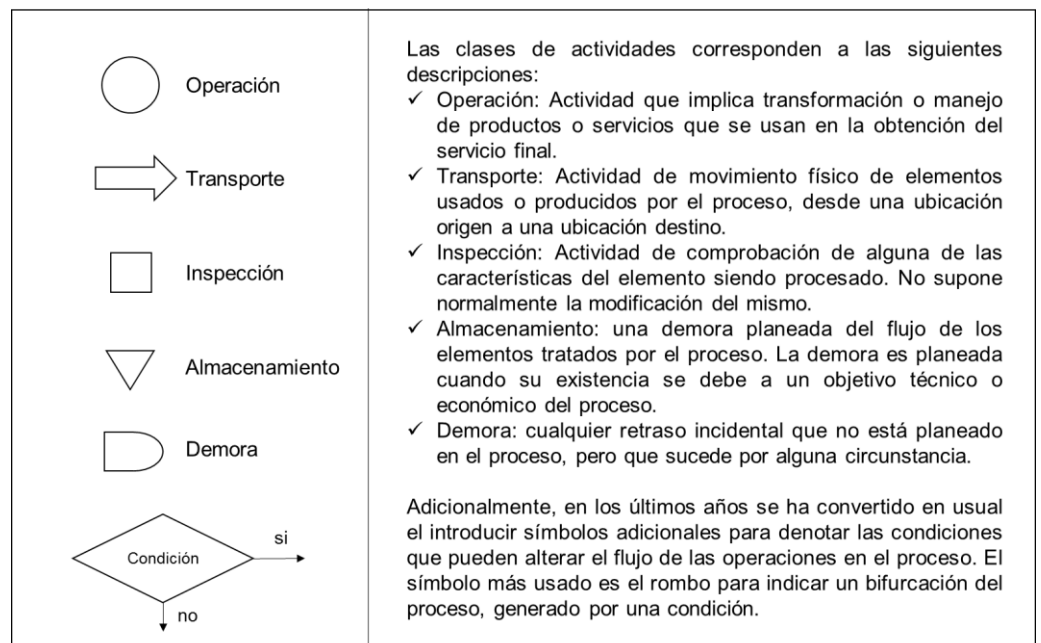 Operación
Transporte
Inspección
Almacenamiento
Demora
Condición
si
no
Las clases de actividades corresponden a las siguientes
descripciones:
✓ Operación: Actividad que implica transformación o manejo
de productos o servicios que se usan en la obtención del
servicio final.
✓ Transporte: Actividad de movimiento físico de elementos
usados o producidos por el proceso, desde una ubicación
origen a una ubicación destino.
✓ Inspección: Actividad de comprobación de alguna de las
características del elemento siendo procesado. No supone
normalmente la modificación del mismo.
✓ Almacenamiento: una demora planeada del flujo de los
elementos tratados por el proceso. La demora es planeada
cuando su existencia se debe a un objetivo técnico o
económico del proceso.
✓ Demora: cualquier retraso incidental que no está planeado
en el proceso, pero que sucede por alguna circunstancia.
Adicionalmente, en los últimos años se ha convertido en usual
el introducir símbolos adicionales para denotar las condiciones
que pueden alterar el flujo de las operaciones en el proceso. El
símbolo más usado es el rombo para indicar un bifurcación del
proceso, generado por una condición.